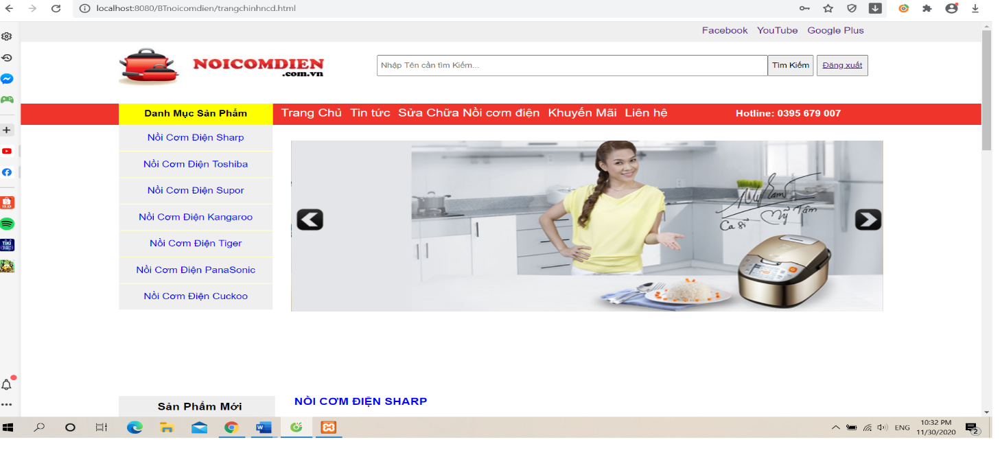 localhost:8080/BTnoicomdien/trangchinhncd.html
Facebook YouTube Google Plus
NOICOMDIEN
.com.vn
Nhập Tên cần tìm Kiếm...
Tìm Kiếm
Đăng xuất
Danh Mục Sản Phẩm
Trang Chủ Tin tức Sửa Chữa Nồi cơm điện Khuyến Mãi Liên hệ
Hotline: 0395 679 007
Nồi Cơm Điện Sharp
Nồi Cơm Điện Toshiba
Nồi Cơm Điện Supor
Nồi Cơm Điện Kangaroo
Nồi Cơm Điện Tiger
Nồi Cơm Điện PanaSonic
Nồi Cơm Điện Cuckoo
Ca sĩ Mỹ Tâm
Sản Phẩm Mới
NỒI CƠM ĐIỆN SHARP
ENG
10:32 PM
11/30/2020
2